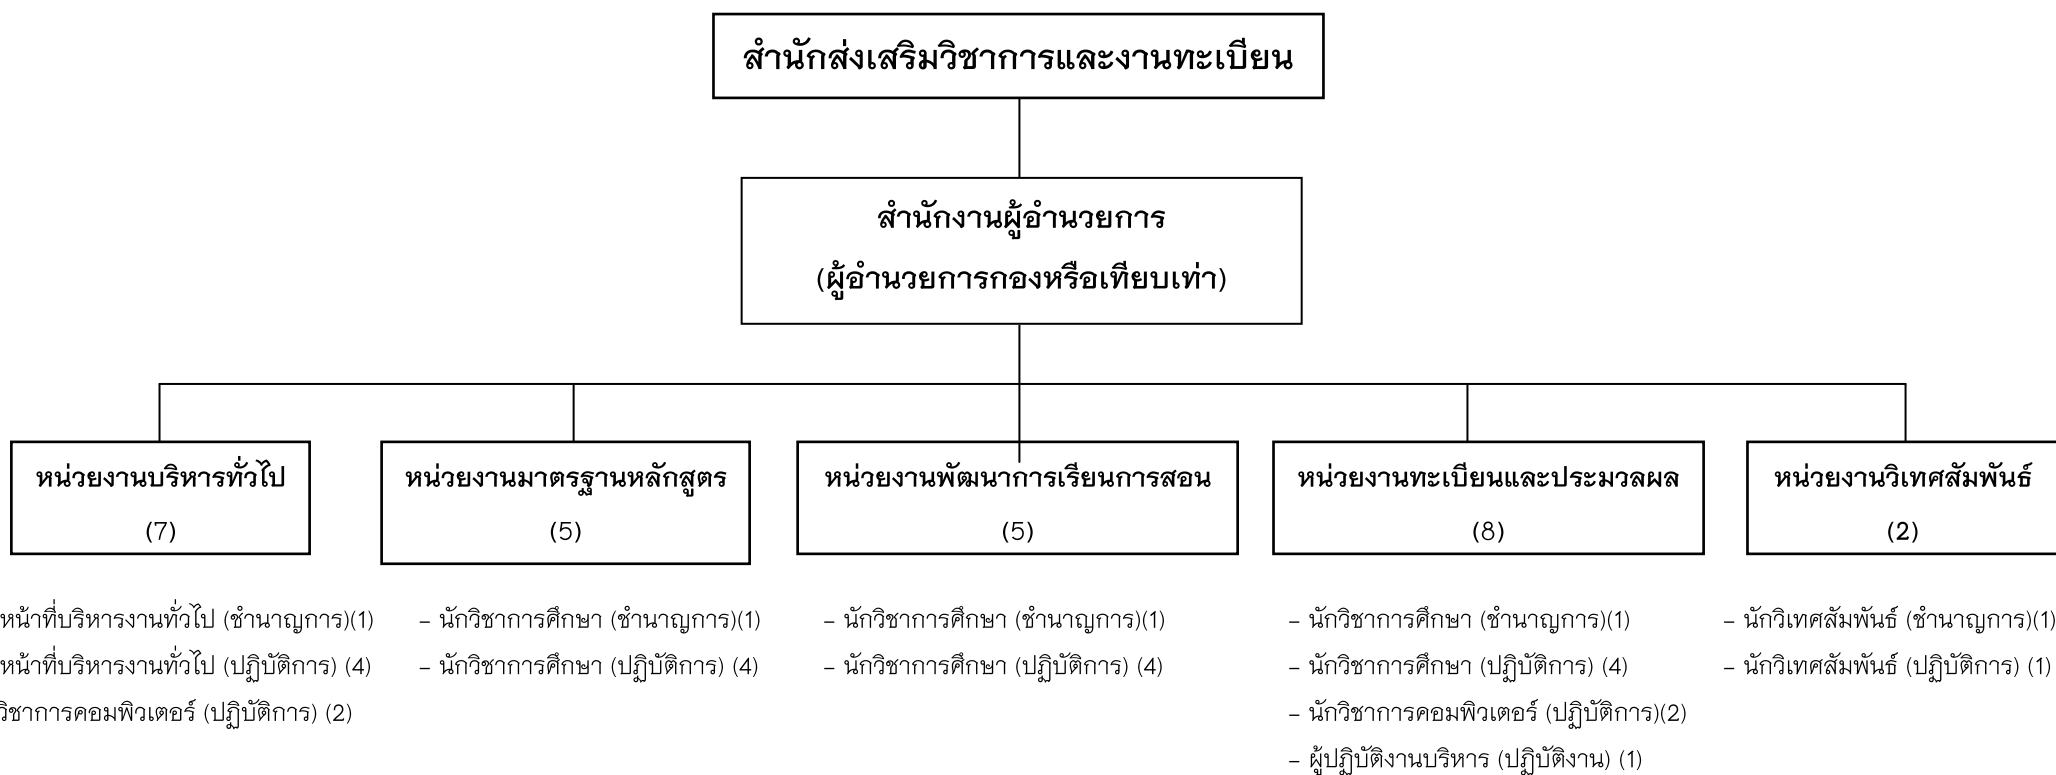 สำนักส่งเสริมวิชาการและงานทะเบียน
สำนักงานผู้อำนวยการ
(ผู้อำนวยการกองหรือเทียบเท่า)
หน่วยงานบริหารทั่วไป
(7)
หน้าที่บริหารงานทั่วไป (ชำนาญการ)(1)
หน้าที่บริหารงานทั่วไป (ปฏิบัติการ) (4)
วิชาการคอมพิวเตอร์ (ปฏิบัติการ) (2)
หน่วยงานมาตรฐานหลักสูตร
(5)
– นักวิชาการศึกษา (ชำนาญการ)(1)
– นักวิชาการศึกษา (ปฏิบัติการ) (4)
หน่วยงานพัฒนาการเรียนการสอน
(5)
– นักวิชาการศึกษา (ชำนาญการ)(1)
– นักวิชาการศึกษา (ปฏิบัติการ) (4)
หน่วยงานทะเบียนและประมวลผล
(8)
– นักวิชาการศึกษา (ชำนาญการ)(1)
– นักวิชาการศึกษา (ปฏิบัติการ) (4)
– นักวิชาการคอมพิวเตอร์ (ปฏิบัติการ)(2)
– ผู้ปฏิบัติงานบริหาร (ปฏิบัติงาน) (1)
หน่วยงานวิเทศสัมพันธ์
(2)
– นักวิเทศสัมพันธ์ (ชำนาญการ)(1)
– นักวิเทศสัมพันธ์ (ปฏิบัติการ) (1)